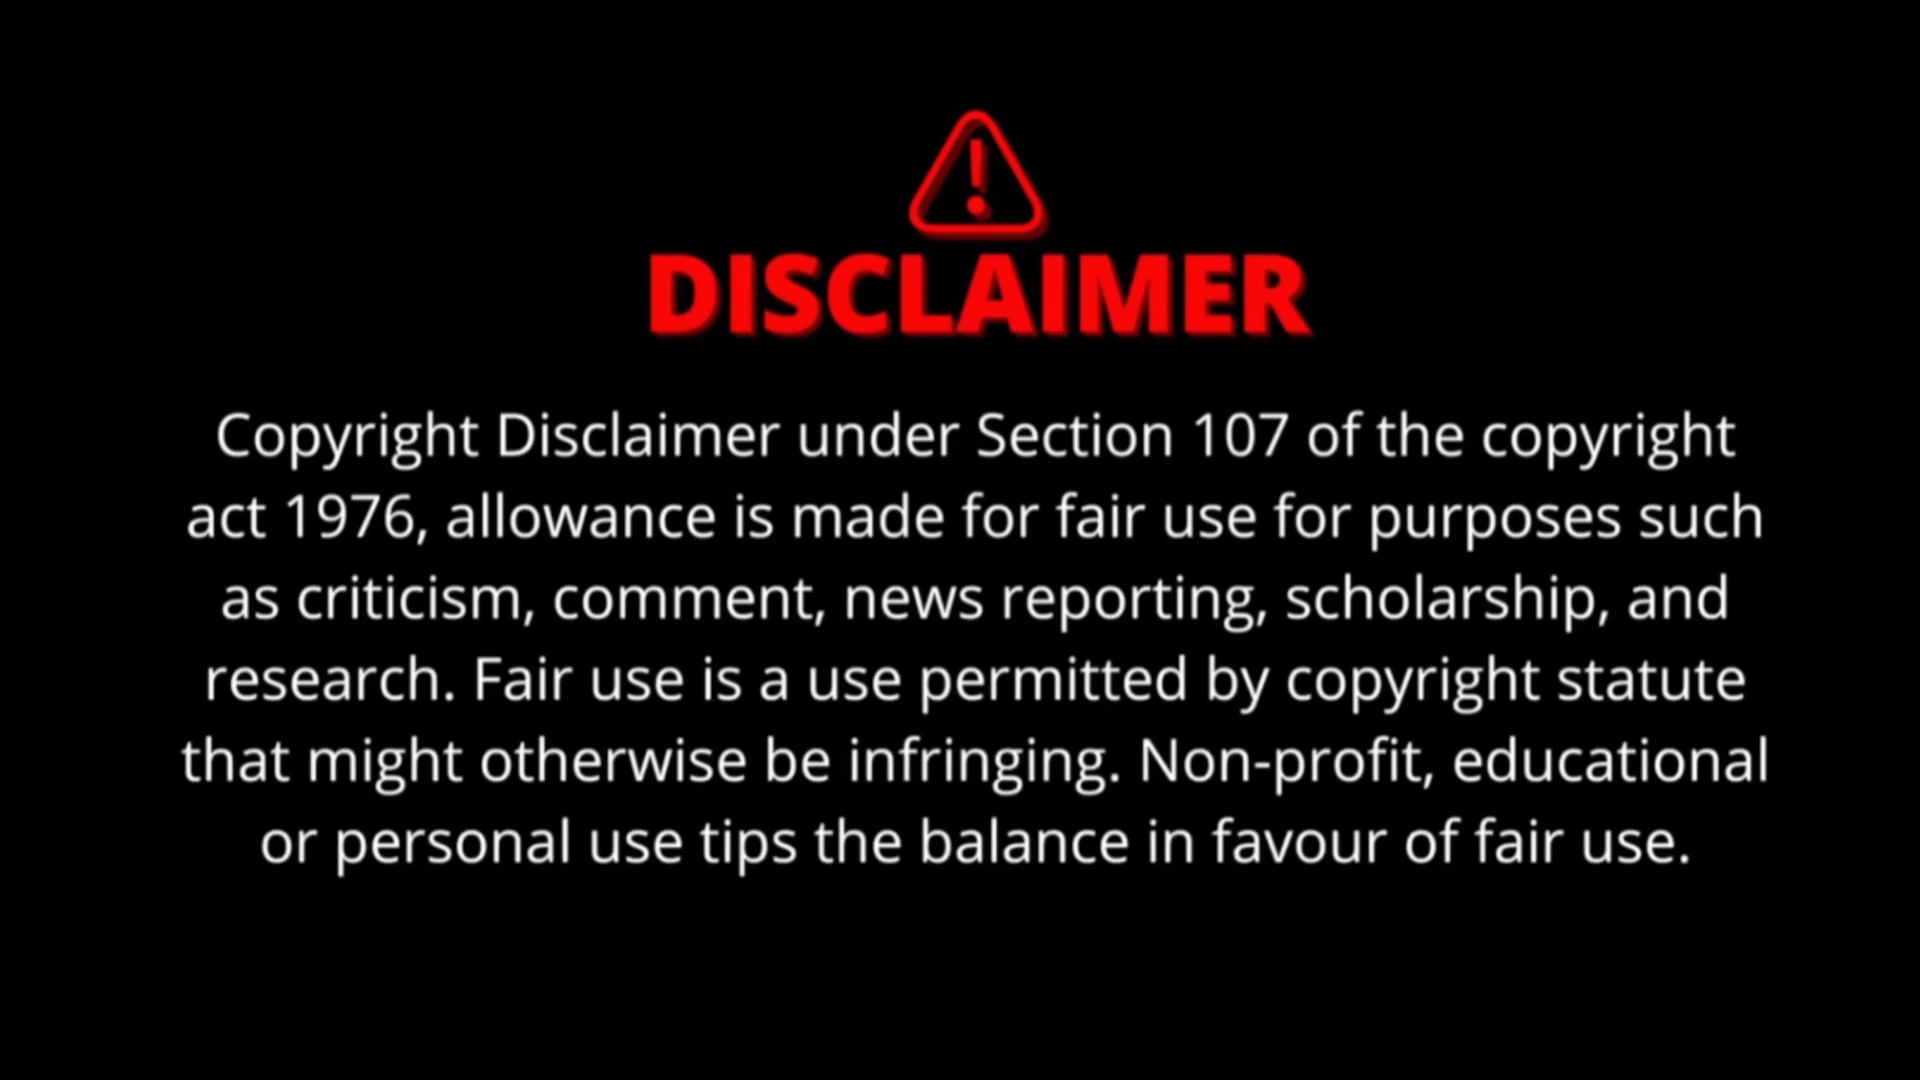 DISCLAIMER
Copyright Disclaimer under Section 107 of the copyright
act 1976, allowance is made for fair use for purposes such
as criticism, comment, news reporting, scholarship, and
research. Fair use is a use permitted by copyright statute
that might otherwise be infringing. Non-profit, educational
or personal use tips the balance in favour of fair use.